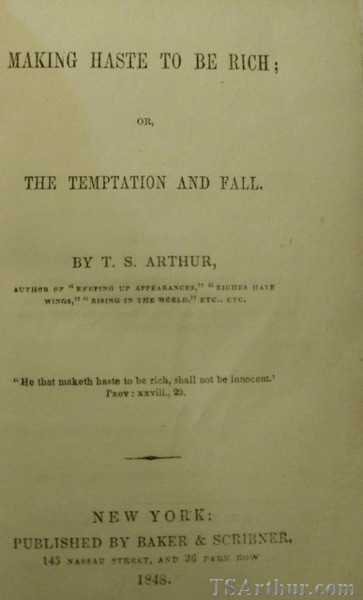 MAKING HASTE TO BE RICH;
OR,
THE TEMPTATION AND FALL.
BY T. S. ARTHUR,
AUTHOR OF "KEEPING UP APPEARANCES," "RICHES HAVE
WINGS," "RISING IN THE WORLD," ETC., ETC.
"He that maketh haste to be rich, shall not be innocent.'
Prov: xxviii., 20.
NEW YORK:
PUBLISHED BY BAKER & SCRIBNER,
145 NASSAU STREET, AND 36 PARK ROW
1848.
TSArthur.com